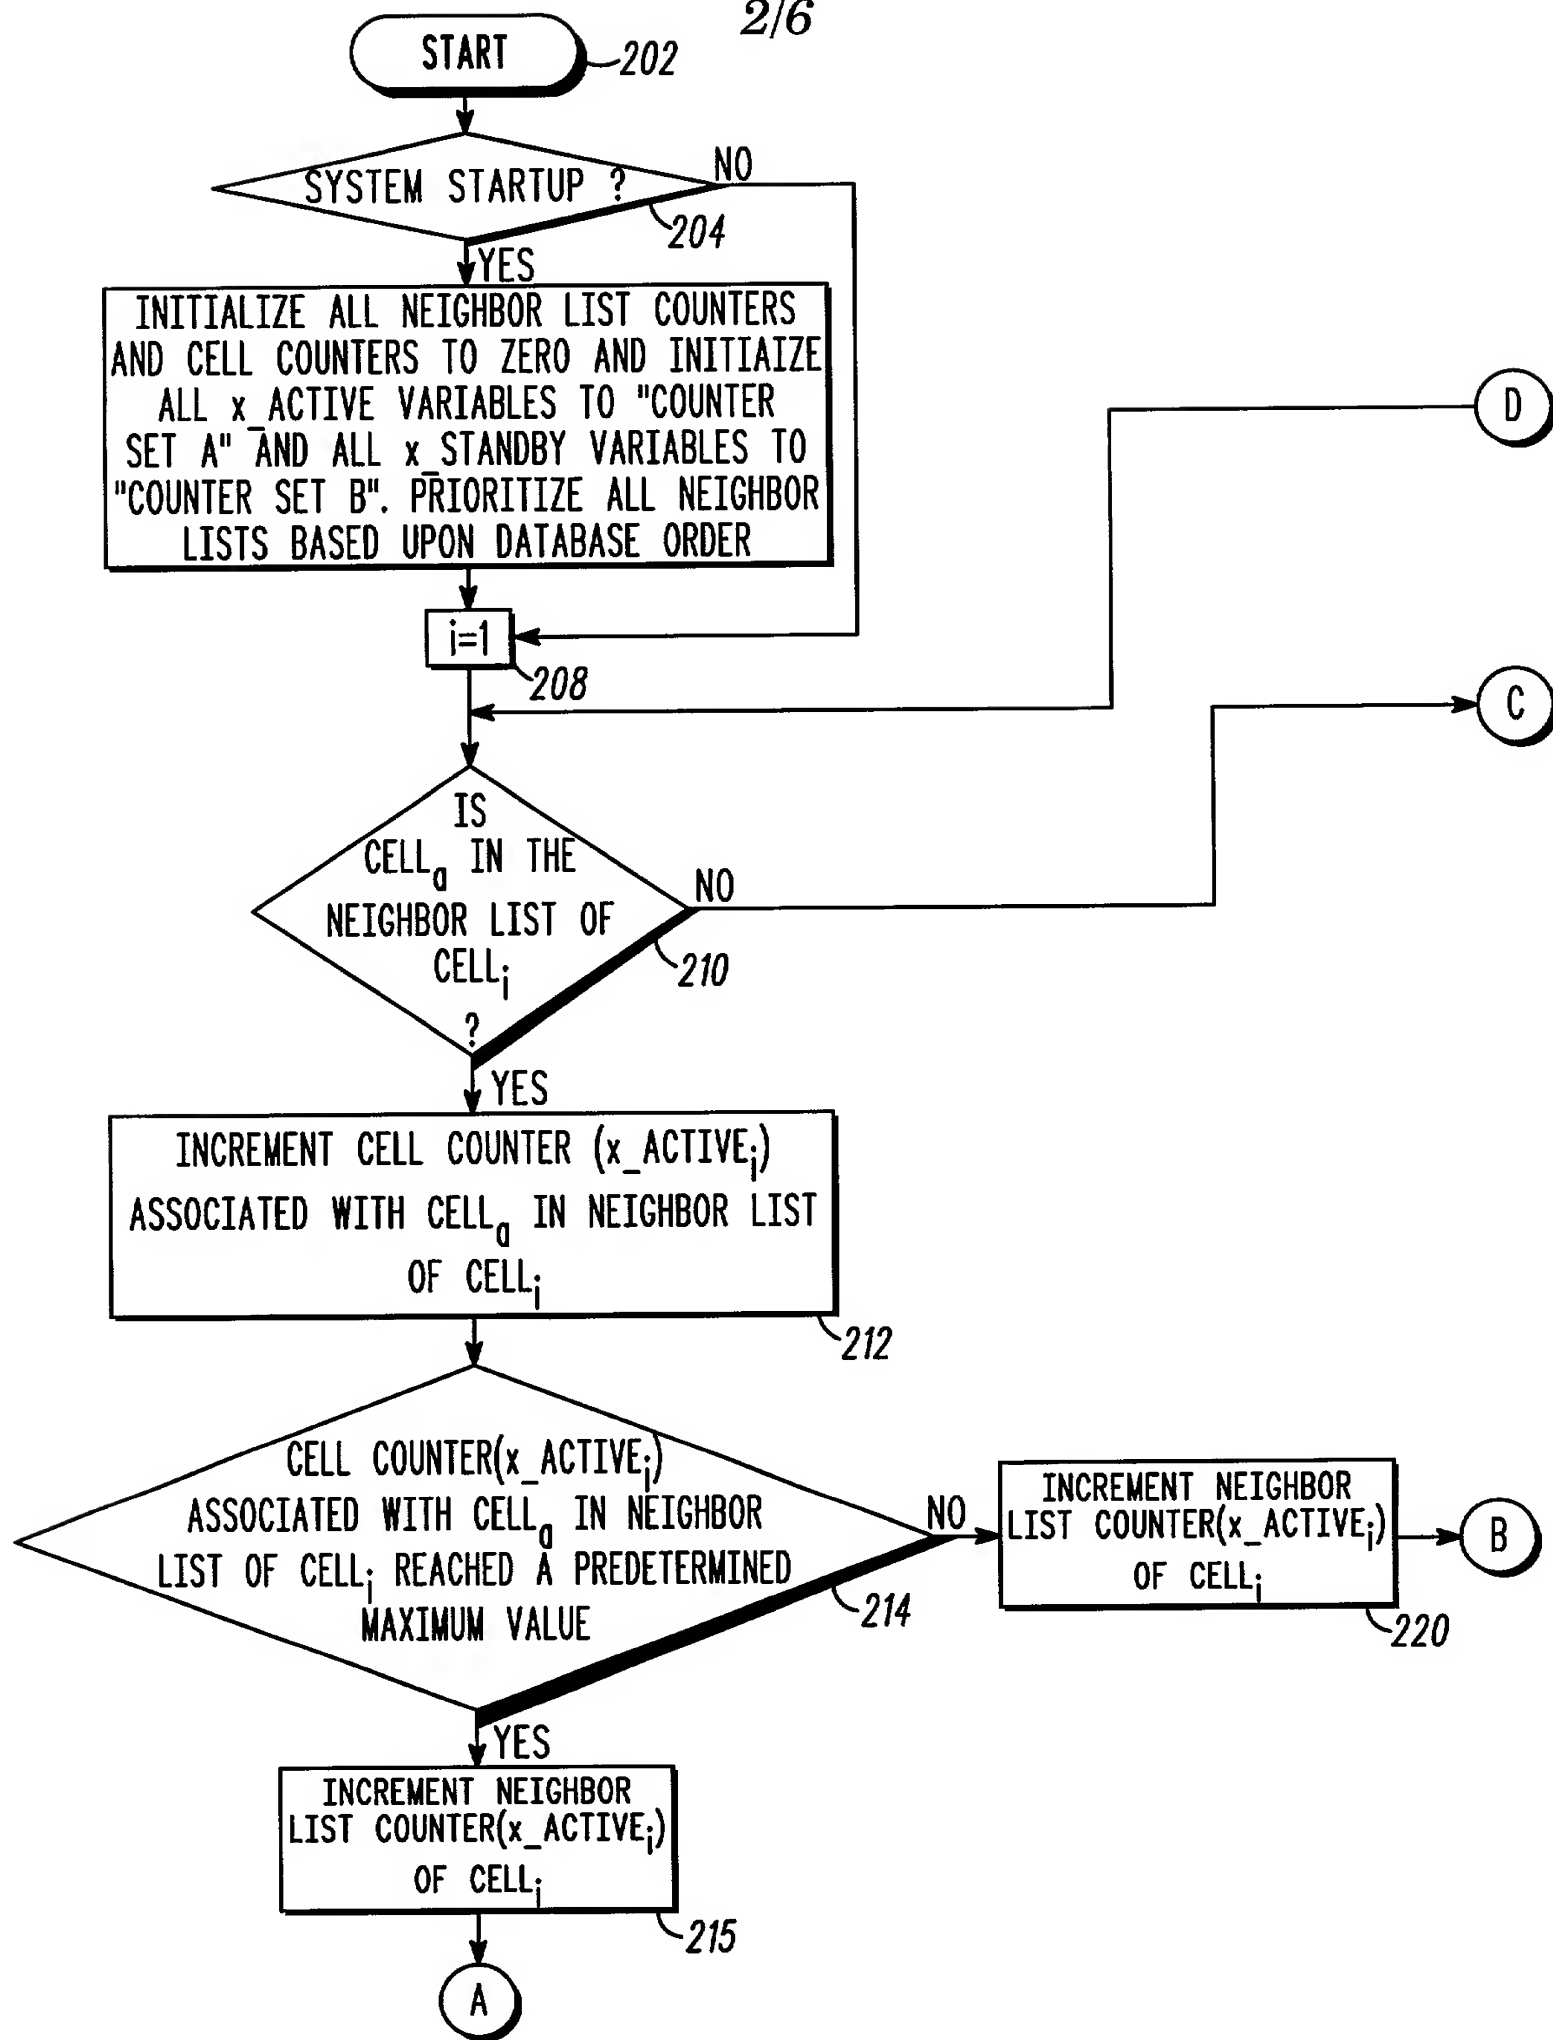 2/6
START
202
SYSTEM STARTUP ?
NO
204
YES
INITIALIZE ALL NEIGHBOR LIST COUNTERS
AND CELL COUNTERS TO ZERO AND INITIAIZE
ALL x_ACTIVE VARIABLES TO "COUNTER
SET A" AND ALL x_STANDBY VARIABLES TO
"COUNTER SET B". PRIORITIZE ALL NEIGHBOR
LISTS BASED UPON DATABASE ORDER
D
i=1
208
C
IS
CELLa IN THE
NEIGHBOR LIST OF
CELLi
?
NO
210
YES
INCREMENT CELL COUNTER (x_ACTIVEi)
ASSOCIATED WITH CELLa IN NEIGHBOR LIST
OF CELLi
212
CELL COUNTER(x_ACTIVEi)
ASSOCIATED WITH CELLa IN NEIGHBOR
LIST OF CELLi REACHED A PREDETERMINED
MAXIMUM VALUE
NO
214
INCREMENT NEIGHBOR
LIST COUNTER(x_ACTIVEi)
OF CELLi
220
B
YES
INCREMENT NEIGHBOR
LIST COUNTER(x_ACTIVEi)
OF CELLi
215
A